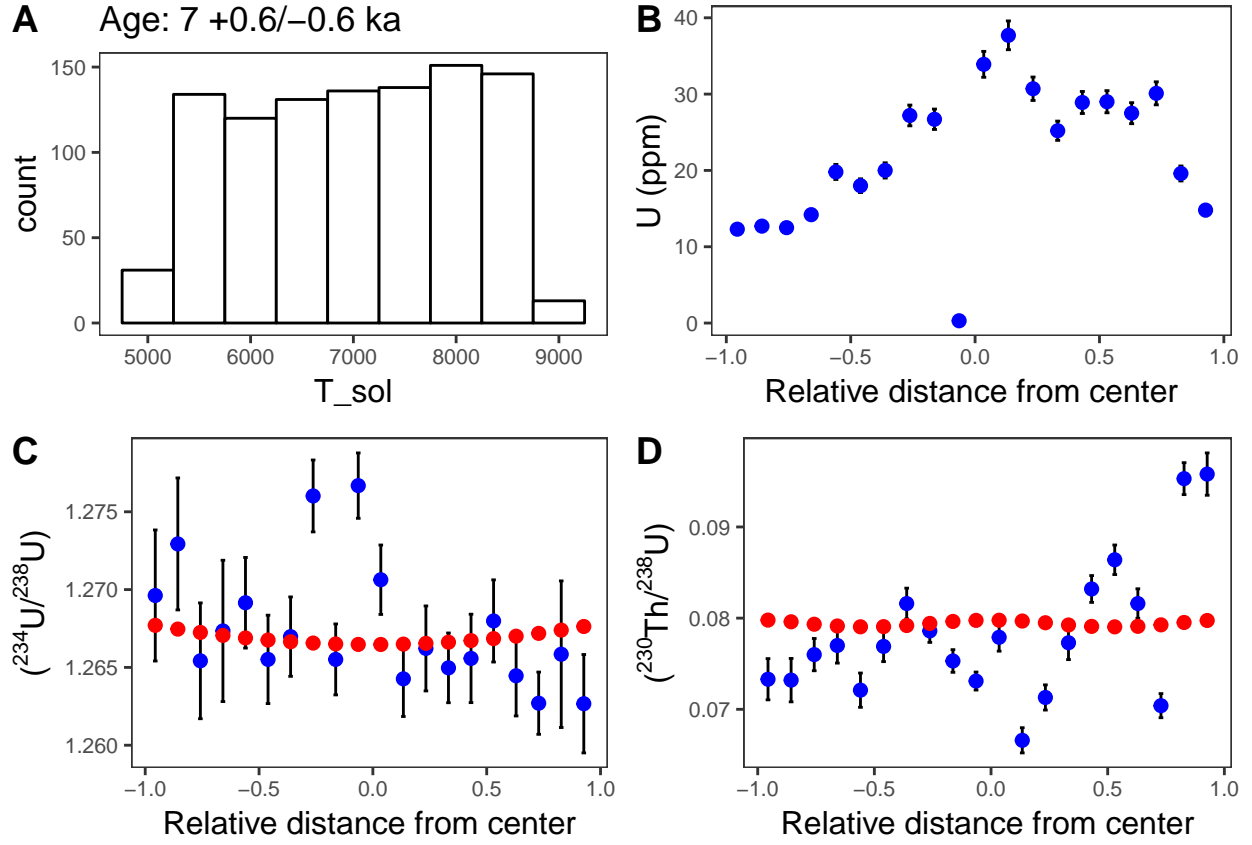 A Age: 7 +0.6/−0.6 ka
150
100
50
0
count
5000 6000 7000 8000 9000
T_sol
B
40
30
20
10
0
U (ppm)
−1.0 −0.5 0.0 0.5 1.0
Relative distance from center
C
1.275
1.270
1.265
1.260
(²³⁴U/²³⁸U)
−1.0 −0.5 0.0 0.5 1.0
Relative distance from center
D
0.09
0.08
0.07
(²³⁰Th/²³⁸U)
−1.0 −0.5 0.0 0.5 1.0
Relative distance from center